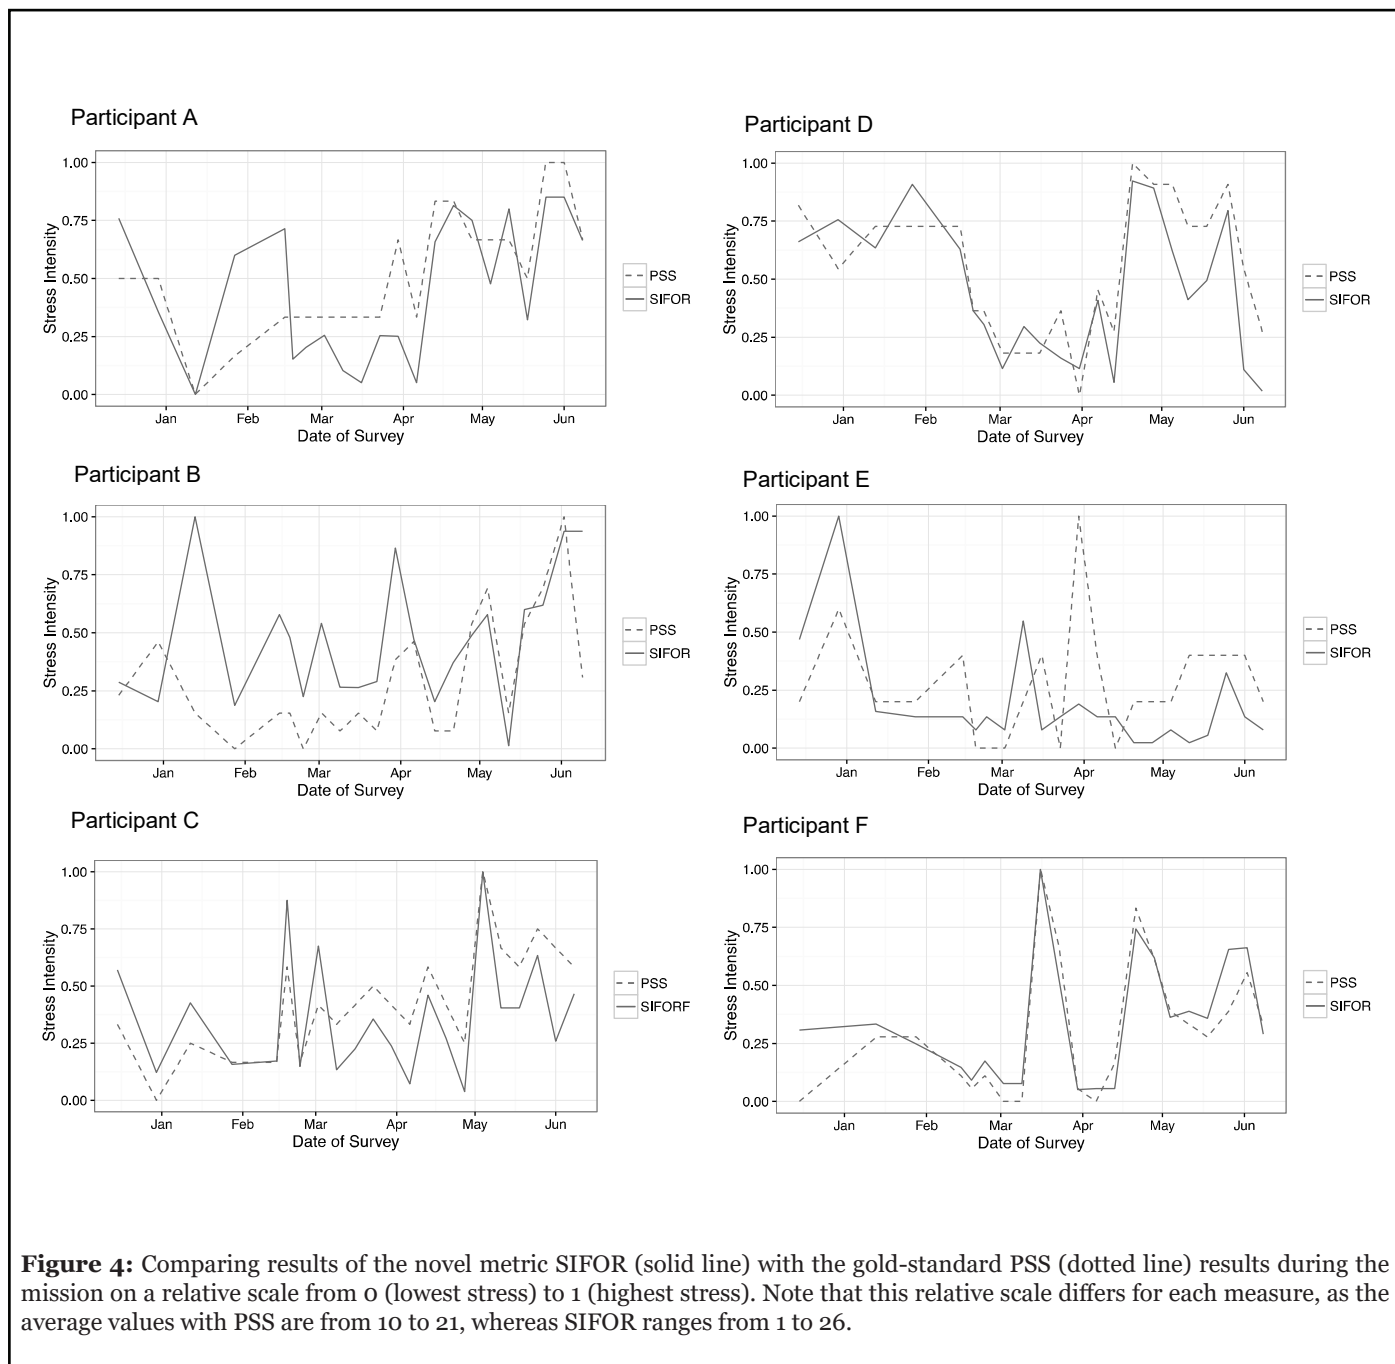 Participant A
1.00
0.75
0.50
0.25
0.00
Stress Intensity
Jan Feb Mar Apr May Jun
Date of Survey
PSS
SIFOR
Participant D
1.00
0.75
0.50
0.25
0.00
Stress Intensity
Jan Feb Mar Apr May Jun
Date of Survey
PSS
SIFOR
Participant B
1.00
0.75
0.50
0.25
0.00
Stress Intensity
Jan Feb Mar Apr May Jun
Date of Survey
PSS
SIFOR
Participant E
1.00
0.75
0.50
0.25
0.00
Stress Intensity
Jan Feb Mar Apr May Jun
Date of Survey
PSS
SIFOR
Participant C
1.00
0.75
0.50
0.25
0.00
Stress Intensity
Jan Feb Mar Apr May Jun
Date of Survey
PSS
SIFORF
Participant F
1.00
0.75
0.50
0.25
0.00
Stress Intensity
Jan Feb Mar Apr May Jun
Date of Survey
PSS
SIFOR
Figure 4: Comparing results of the novel metric SIFOR (solid line) with the gold-standard PSS (dotted line) results during the
mission on a relative scale from 0 (lowest stress) to 1 (highest stress). Note that this relative scale differs for each measure, as the
average values with PSS are from 10 to 21, whereas SIFOR ranges from 1 to 26.